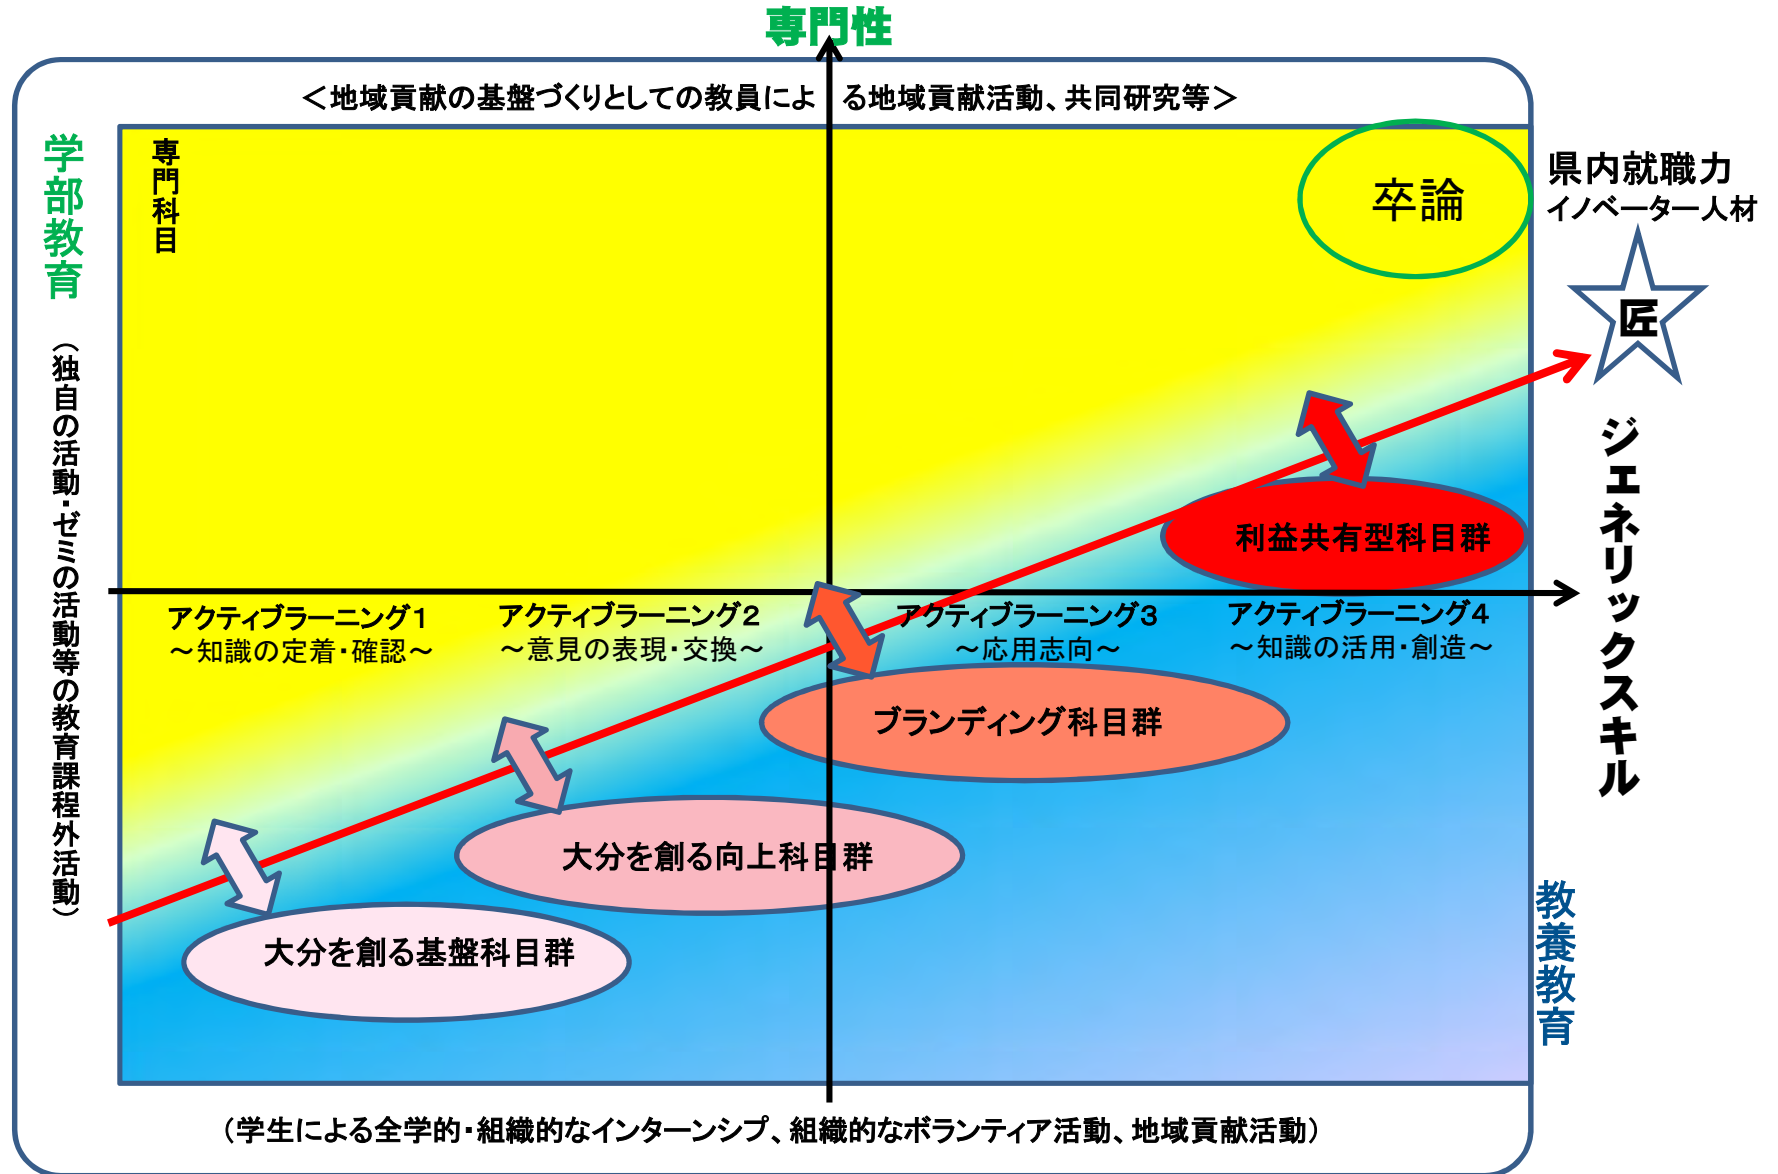 専門性
＜地域貢献の基盤づくりとしての教員による地域貢献活動、共同研究等＞
学部教育
（独自の活動・ゼミの活動等の教育課程外活動）
専門科目
卒論
県内就職力
イノベーター人材
匠
ジェネリックスキル
利益共有型科目群
アクティブラーニング１
～知識の定着・確認～
アクティブラーニング２
～意見の表現・交換～
アクティブラーニング３
～応用志向～
アクティブラーニング４
～知識の活用・創造～
ブランディング科目群
大分を創る向上科目群
大分を創る基盤科目群
教養教育
（学生による全学的・組織的なインターンシプ、組織的なボランティア活動、地域貢献活動）